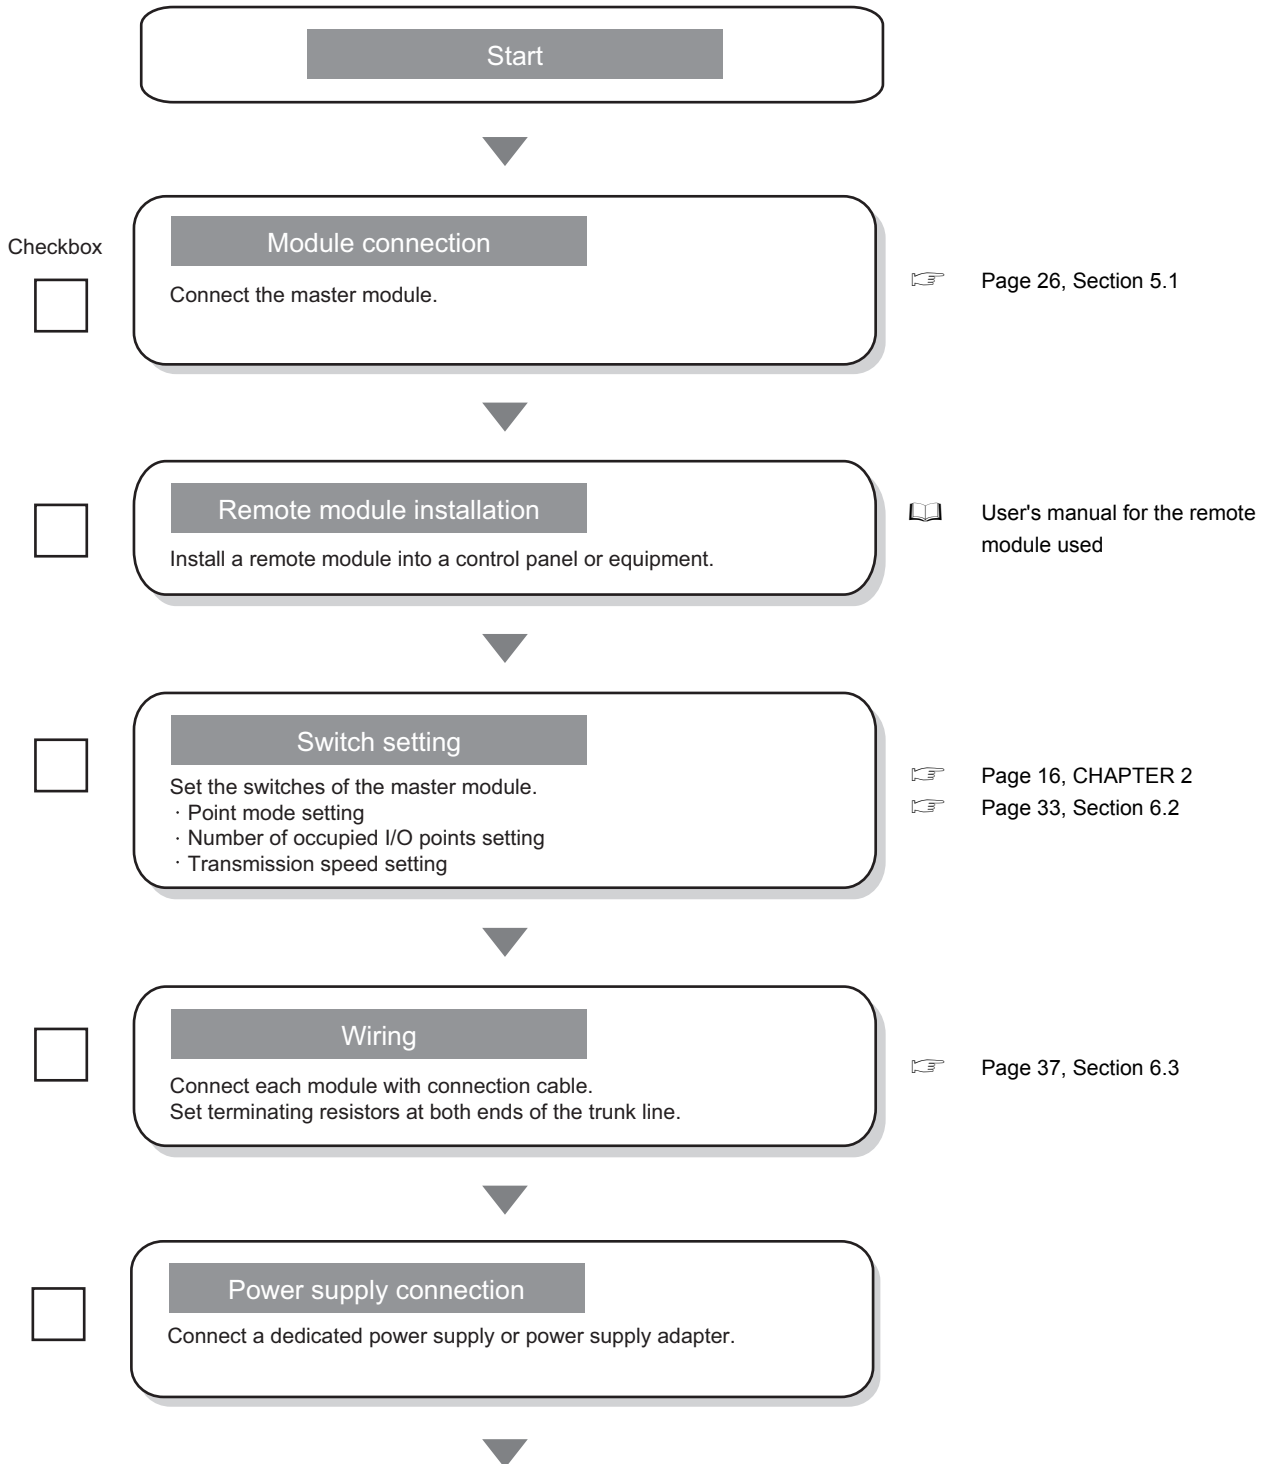 Start
Checkbox
Module connection
Connect the master module.
Page 26, Section 5.1
Remote module installation
Install a remote module into a control panel or equipment.
User's manual for the remote
module used
Switch setting
Set the switches of the master module.
· Point mode setting
· Number of occupied I/O points setting
· Transmission speed setting
Page 16, CHAPTER 2
Page 33, Section 6.2
Wiring
Connect each module with connection cable.
Set terminating resistors at both ends of the trunk line.
Page 37, Section 6.3
Power supply connection
Connect a dedicated power supply or power supply adapter.